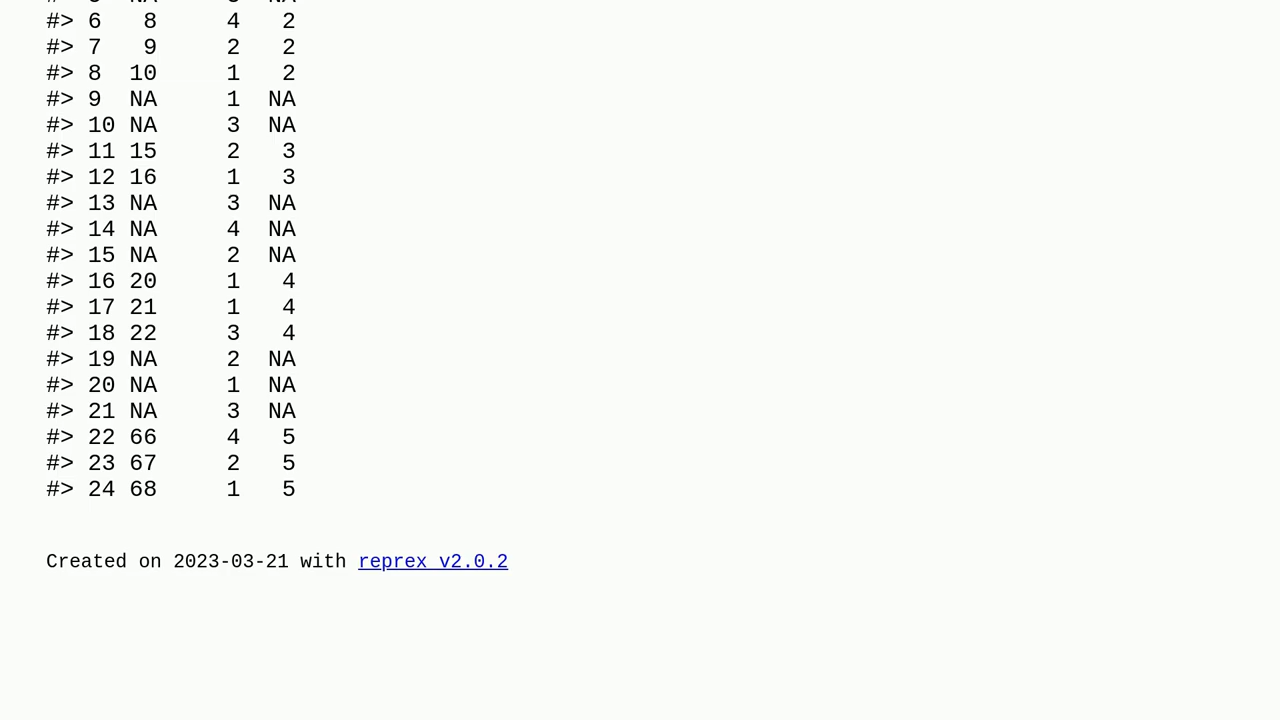 #> 6   8     4   2
#> 7   9     2   2
#> 8  10     1   2
#> 9  NA     1  NA
#> 10 NA     3  NA
#> 11 15     2   3
#> 12 16     1   3
#> 13 NA     3  NA
#> 14 NA     4  NA
#> 15 NA     2  NA
#> 16 20     1   4
#> 17 21     1   4
#> 18 22     3   4
#> 19 NA     2  NA
#> 20 NA     1  NA
#> 21 NA     3  NA
#> 22 66     4   5
#> 23 67     2   5
#> 24 68     1   5
Created on 2023-03-21 with reprex v2.0.2